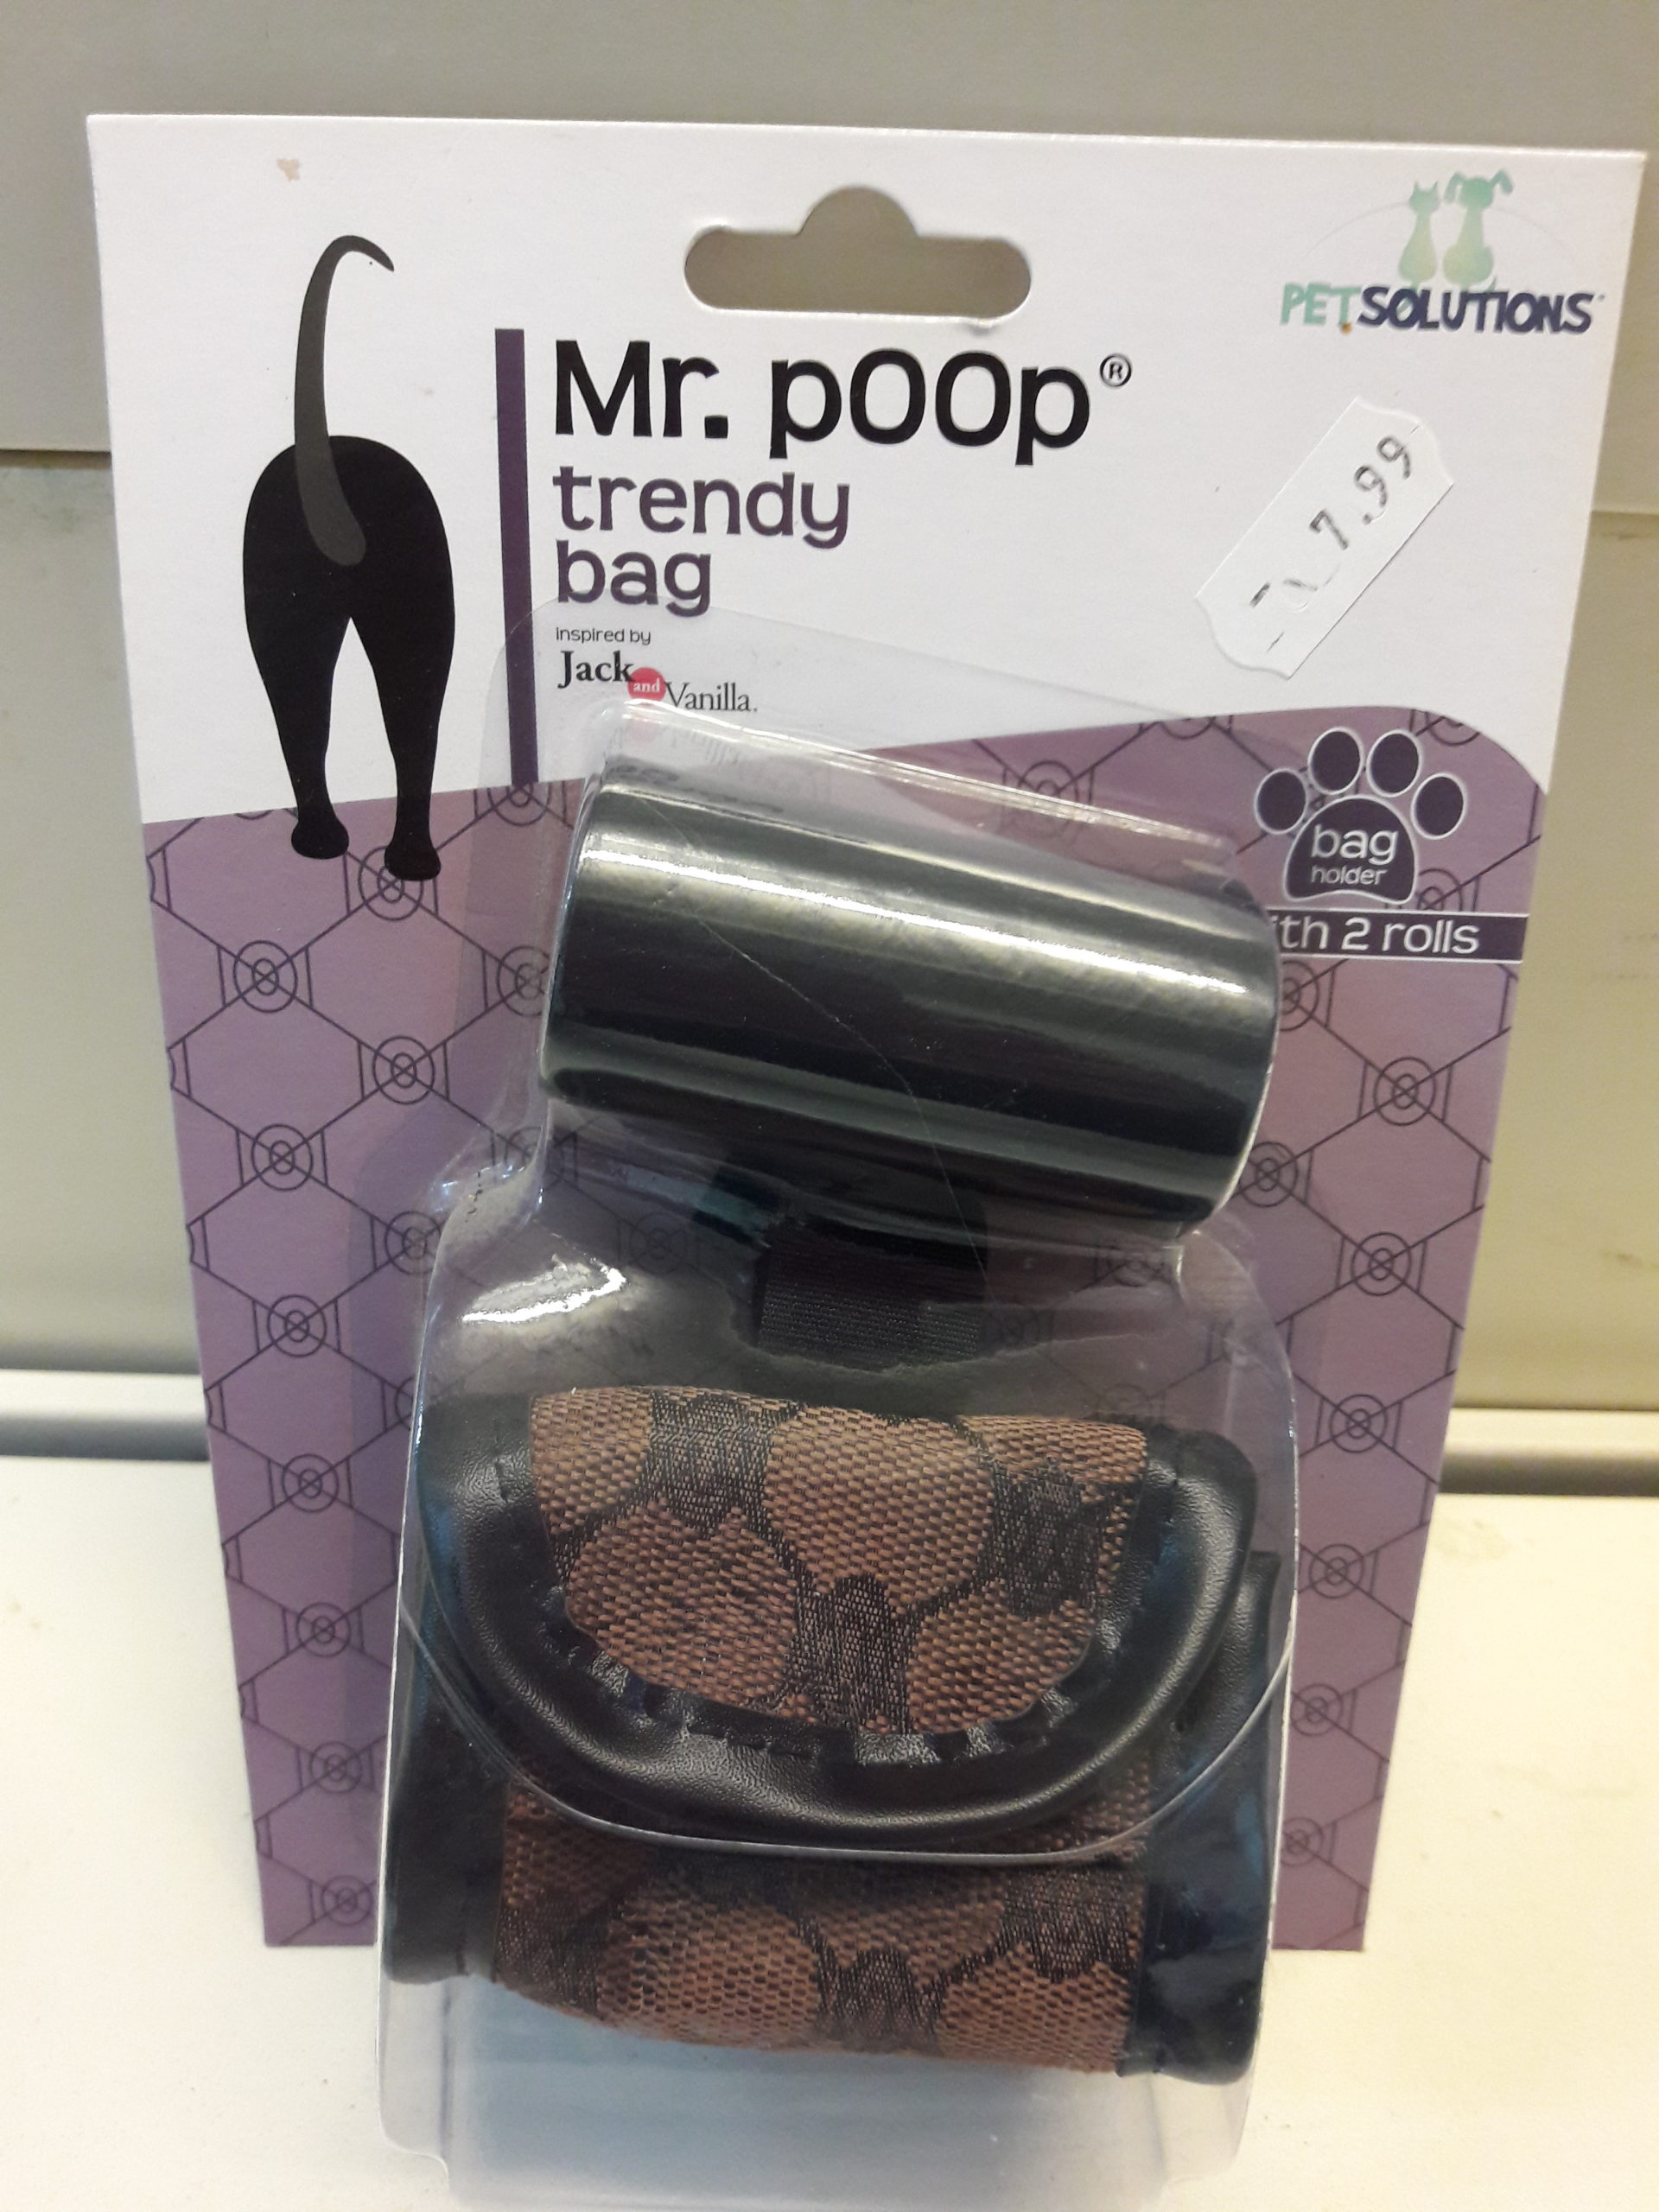 PETSOLUTIONS
Mr. pOOp®
trendy
bag
inspired by
Jack
and
Vanilla.
7.99
bag
holder
ith 2 rolls